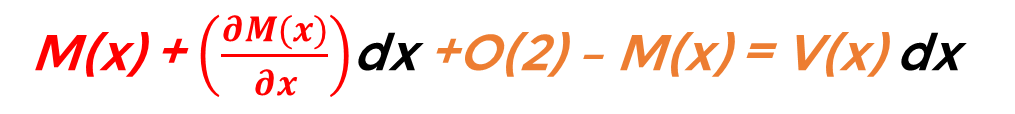 M(x) + (∂M(x)/∂x) dx +O(2) – M(x) = V(x) dx